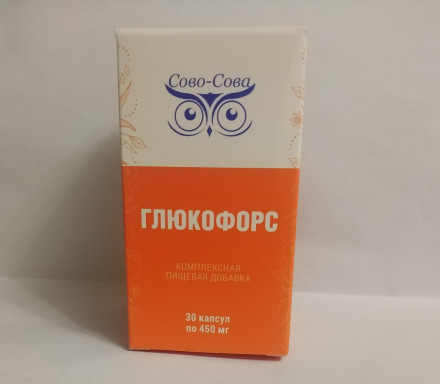 Сово-Сова
ГЛЮКОФОРС
КОМПЛЕКСНАЯ
ПИЩЕВАЯ ДОБАВКА
30 капсул
по 450 мг